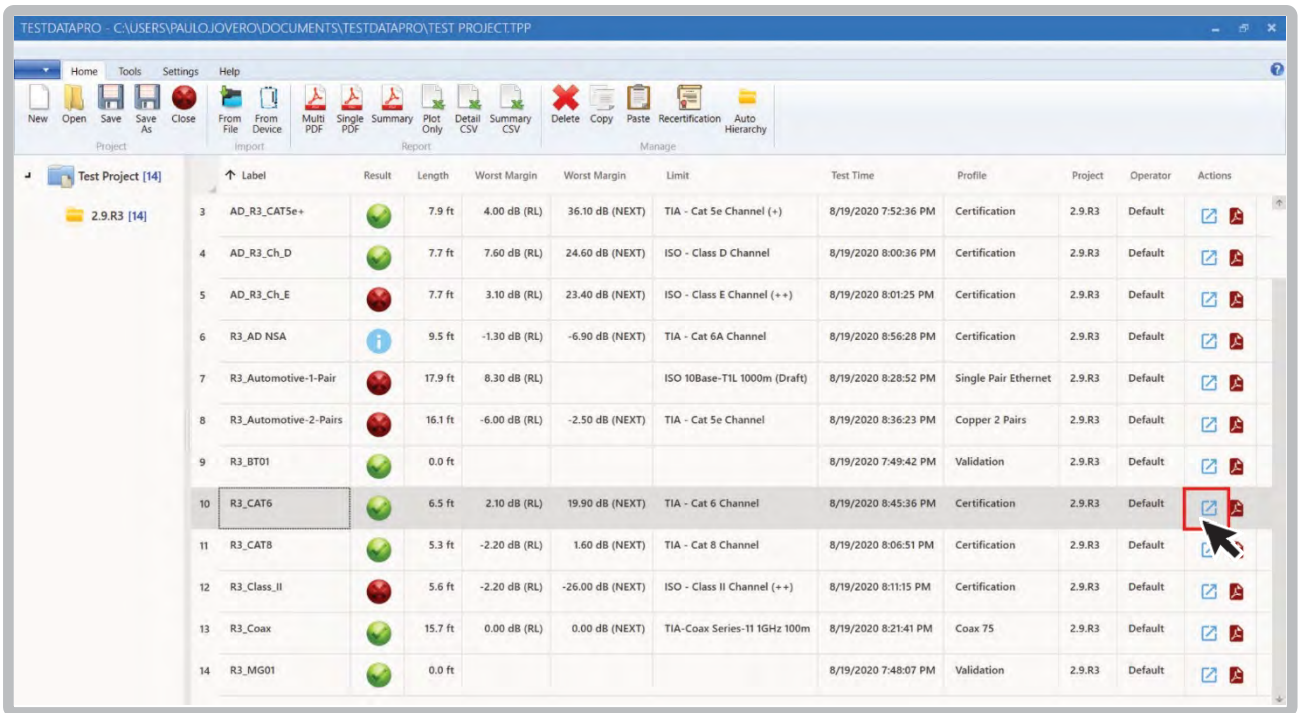 TESTDATAPRO - C:\USERS\PAULOJOVERO\DOCUMENTS\TESTDATAPRO\TEST PROJECT.TPP
Home Tools Settings Help
New Open Save Save As Close From File From Device Multi PDF Single PDF Summary Plot Only Detail CSV Summary CSV Delete Copy Paste Recertification Auto Hierarchy
Project Import Report Manage
Test Project [14]
2.9.R3 [14]
Label Result Length Worst Margin Worst Margin Limit Test Time Profile Project Operator Actions
3 AD_R3_CAT5e+ 7.9 ft 4.00 dB (RL) 36.10 dB (NEXT) TIA - Cat 5e Channel (+) 8/19/2020 7:52:36 PM Certification 2.9.R3 Default
4 AD_R3_Ch_D 7.7 ft 7.60 dB (RL) 24.60 dB (NEXT) ISO - Class D Channel 8/19/2020 8:00:36 PM Certification 2.9.R3 Default
5 AD_R3_Ch_E 7.7 ft 3.10 dB (RL) 23.40 dB (NEXT) ISO - Class E Channel (++) 8/19/2020 8:01:25 PM Certification 2.9.R3 Default
6 R3_AD NSA 9.5 ft -1.30 dB (RL) -6.90 dB (NEXT) TIA - Cat 6A Channel 8/19/2020 8:56:28 PM Certification 2.9.R3 Default
7 R3_Automotive-1-Pair 17.9 ft 8.30 dB (RL) ISO 10Base-T1L 1000m (Draft) 8/19/2020 8:28:52 PM Single Pair Ethernet 2.9.R3 Default
8 R3_Automotive-2-Pairs 16.1 ft -6.00 dB (RL) -2.50 dB (NEXT) TIA - Cat 5e Channel 8/19/2020 8:36:23 PM Copper 2 Pairs 2.9.R3 Default
9 R3_BT01 0.0 ft 8/19/2020 7:49:42 PM Validation 2.9.R3 Default
10 R3_CAT6 6.5 ft 2.10 dB (RL) 19.90 dB (NEXT) TIA - Cat 6 Channel 8/19/2020 8:45:36 PM Certification 2.9.R3 Default
11 R3_CAT8 5.3 ft -2.20 dB (RL) 1.60 dB (NEXT) TIA - Cat 8 Channel 8/19/2020 8:06:51 PM Certification 2.9.R3 Default
12 R3_Class_II 5.6 ft -2.20 dB (RL) -26.00 dB (NEXT) ISO - Class II Channel (++) 8/19/2020 8:11:15 PM Certification 2.9.R3 Default
13 R3_Coax 15.7 ft 0.00 dB (RL) 0.00 dB (NEXT) TIA-Coax Series-11 1GHz 100m 8/19/2020 8:21:41 PM Coax 75 2.9.R3 Default
14 R3_MG01 0.0 ft 8/19/2020 7:48:07 PM Validation 2.9.R3 Default